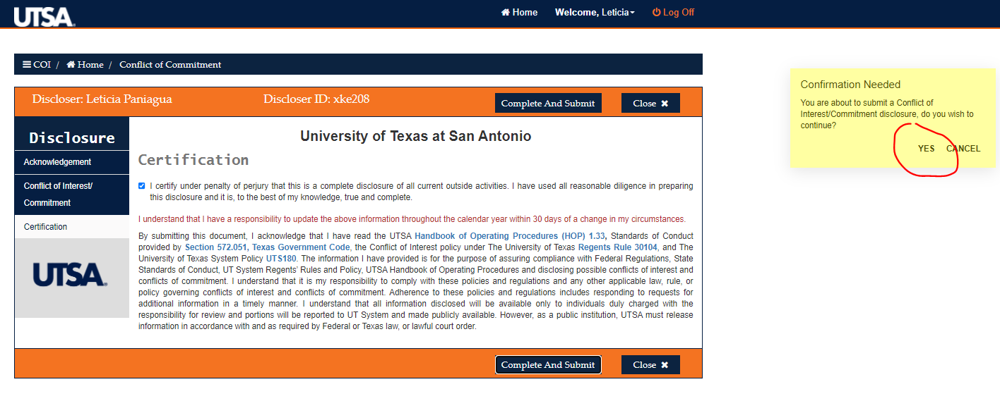 UTSA.
Home Welcome, Leticia Log Off
COI / Home / Conflict of Commitment
Discloser: Leticia Paniagua Discloser ID: xke208 Complete And Submit Close ✖
Disclosure
Acknowledgement
Conflict of Interest/
Commitment
Certification
UTSA.
University of Texas at San Antonio
Certification
I certify under penalty of perjury that this is a complete disclosure of all current outside activities. I have used all reasonable diligence in preparing
this disclosure and it is, to the best of my knowledge, true and complete.
I understand that I have a responsibility to update the above information throughout the calendar year within 30 days of a change in my circumstances.
By submitting this document, I acknowledge that I have read the UTSA Handbook of Operating Procedures (HOP) 1.33, Standards of Conduct
provided by Section 572.051, Texas Government Code, the Conflict of Interest policy under The University of Texas Regents Rule 30104, and The
University of Texas System Policy UTS180. The information I have provided is for the purpose of assuring compliance with Federal Regulations, State
Standards of Conduct, UT System Regents' Rules and Policy, UTSA Handbook of Operating Procedures and disclosing possible conflicts of interest and
conflicts of commitment. I understand that it is my responsibility to comply with these policies and regulations and any other applicable law, rule, or
policy governing conflicts of interest and conflicts of commitment. Adherence to these policies and regulations includes responding to requests for
additional information in a timely manner. I understand that all information disclosed will be available only to individuals duly charged with the
responsibility for review and portions will be reported to UT System and made publicly available. However, as a public institution, UTSA must release
information in accordance with and as required by Federal or Texas law, or lawful court order.
Complete And Submit Close ✖
Confirmation Needed
You are about to submit a Conflict of
Interest/Commitment disclosure, do you wish to
continue?
YES CANCEL